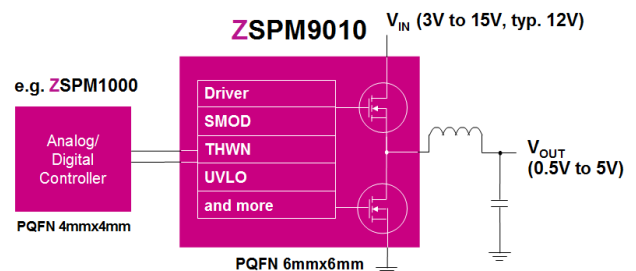 ZSPM9010
VIN (3V to 15V, typ. 12V)
e.g. ZSPM1000
Analog/
Digital
Controller
PQFN 4mmx4mm
Driver
SMOD
THWN
UVLO
and more
PQFN 6mmx6mm
VOUT
(0.5V to 5V)